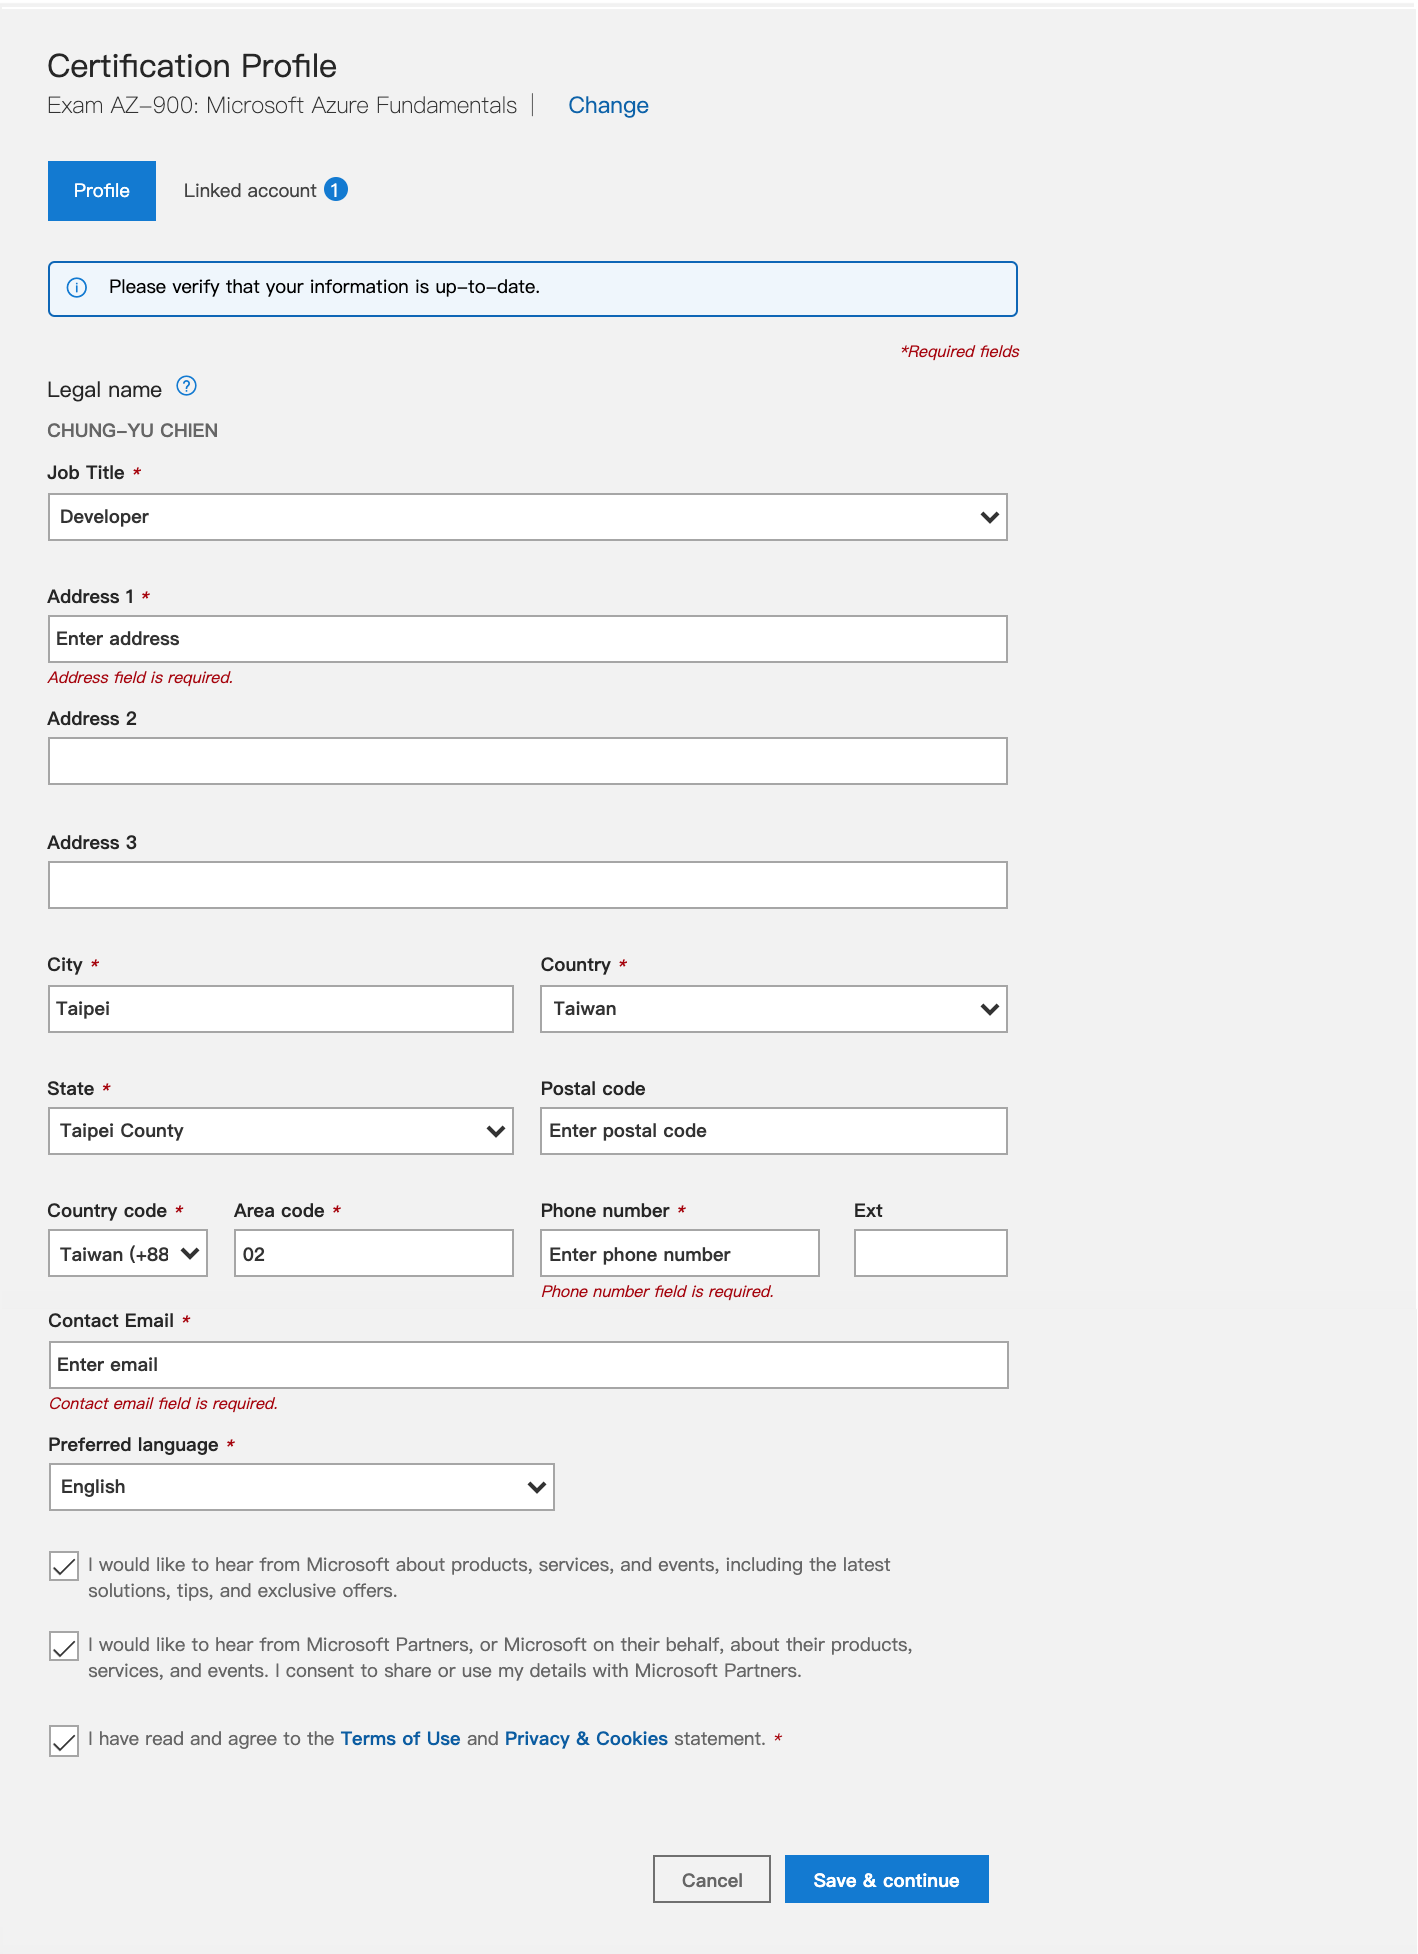 Certification Profile
Exam AZ-900: Microsoft Azure Fundamentals | Change
Profile Linked account 1
Please verify that your information is up-to-date.
*Required fields
Legal name ?
CHUNG-YU CHIEN
Job Title *
Developer
Address 1 *
Enter address
Address field is required.
Address 2
Address 3
City * Country *
Taipei Taiwan
State * Postal code
Taipei County Enter postal code
Country code * Area code * Phone number * Ext
Taiwan (+88 02 Enter phone number
Phone number field is required.
Contact Email *
Enter email
Contact email field is required.
Preferred language *
English
I would like to hear from Microsoft about products, services, and events, including the latest
solutions, tips, and exclusive offers.
I would like to hear from Microsoft Partners, or Microsoft on their behalf, about their products,
services, and events. I consent to share or use my details with Microsoft Partners.
I have read and agree to the Terms of Use and Privacy & Cookies statement. *
Cancel Save & continue